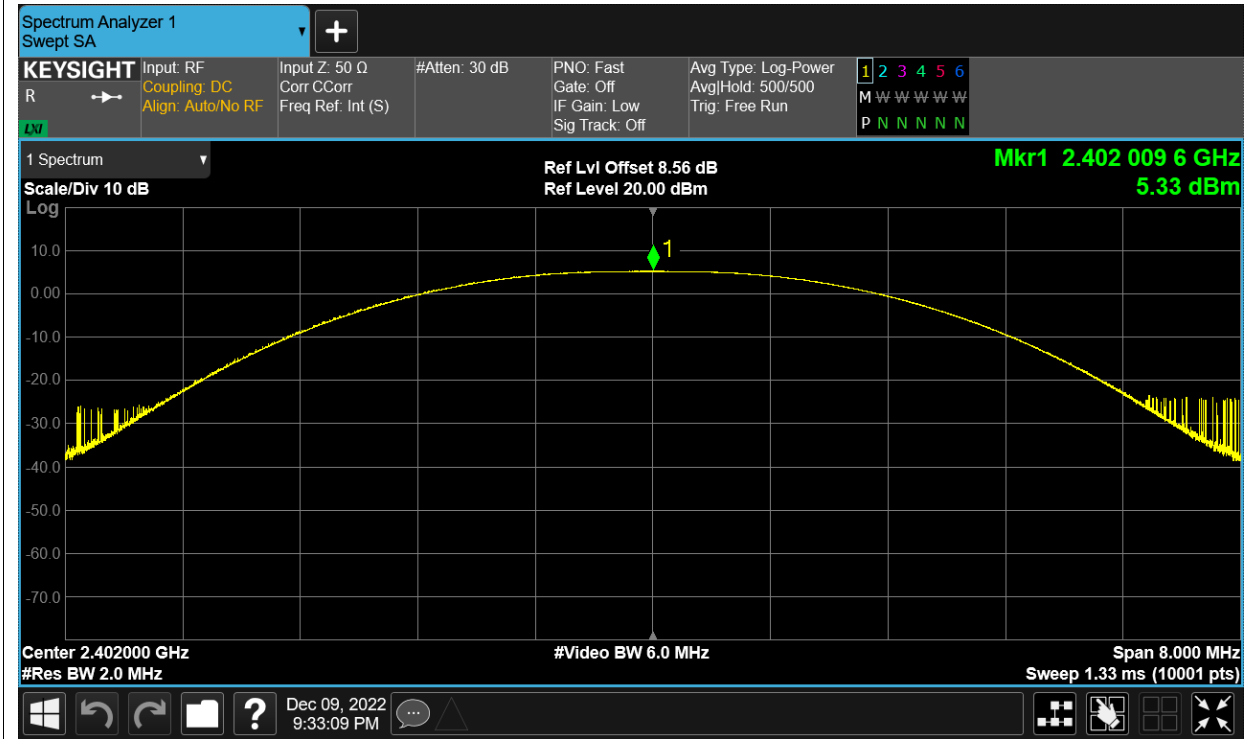 Spectrum Analyzer 1
Swept SA
+
KEYSIGHT
R
LXI
Input: RF
Coupling: DC
Align: Auto/No RF
Input Z: 50 Ω
Corr CCorr
Freq Ref: Int (S)
#Atten: 30 dB
PNO: Fast
Gate: Off
IF Gain: Low
Sig Track: Off
Avg Type: Log-Power
Avg|Hold: 500/500
Trig: Free Run
1 2 3 4 5 6
M W W W W W
P N N N N N
1 Spectrum
Scale/Div 10 dB
Log
Ref Lvl Offset 8.56 dB
Ref Level 20.00 dBm
Mkr1 2.402 009 6 GHz
5.33 dBm
1
10.0
0.00
-10.0
-20.0
-30.0
-40.0
-50.0
-60.0
-70.0
Center 2.402000 GHz
#Res BW 2.0 MHz
#Video BW 6.0 MHz
Span 8.000 MHz
Sweep 1.33 ms (10001 pts)
?
Dec 09, 2022
9:33:09 PM